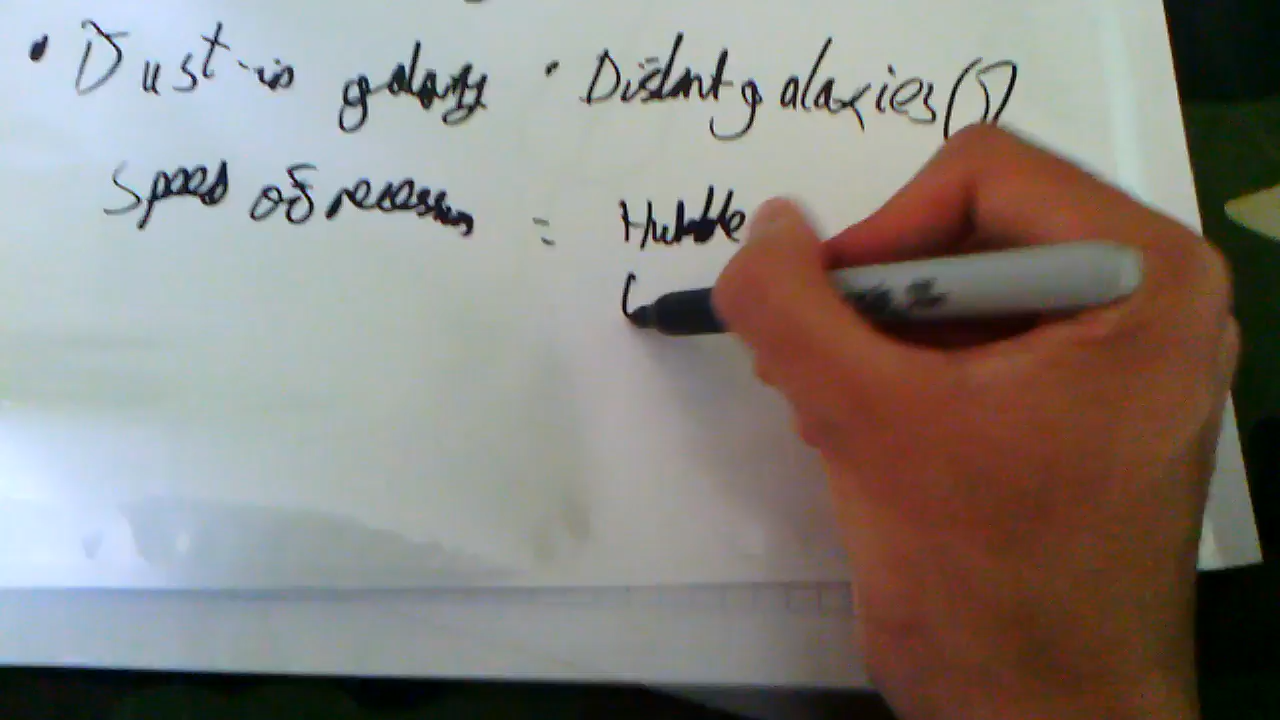 • Dust in galaxy • Distant galaxies ()
Speed of recession = Hubble
(